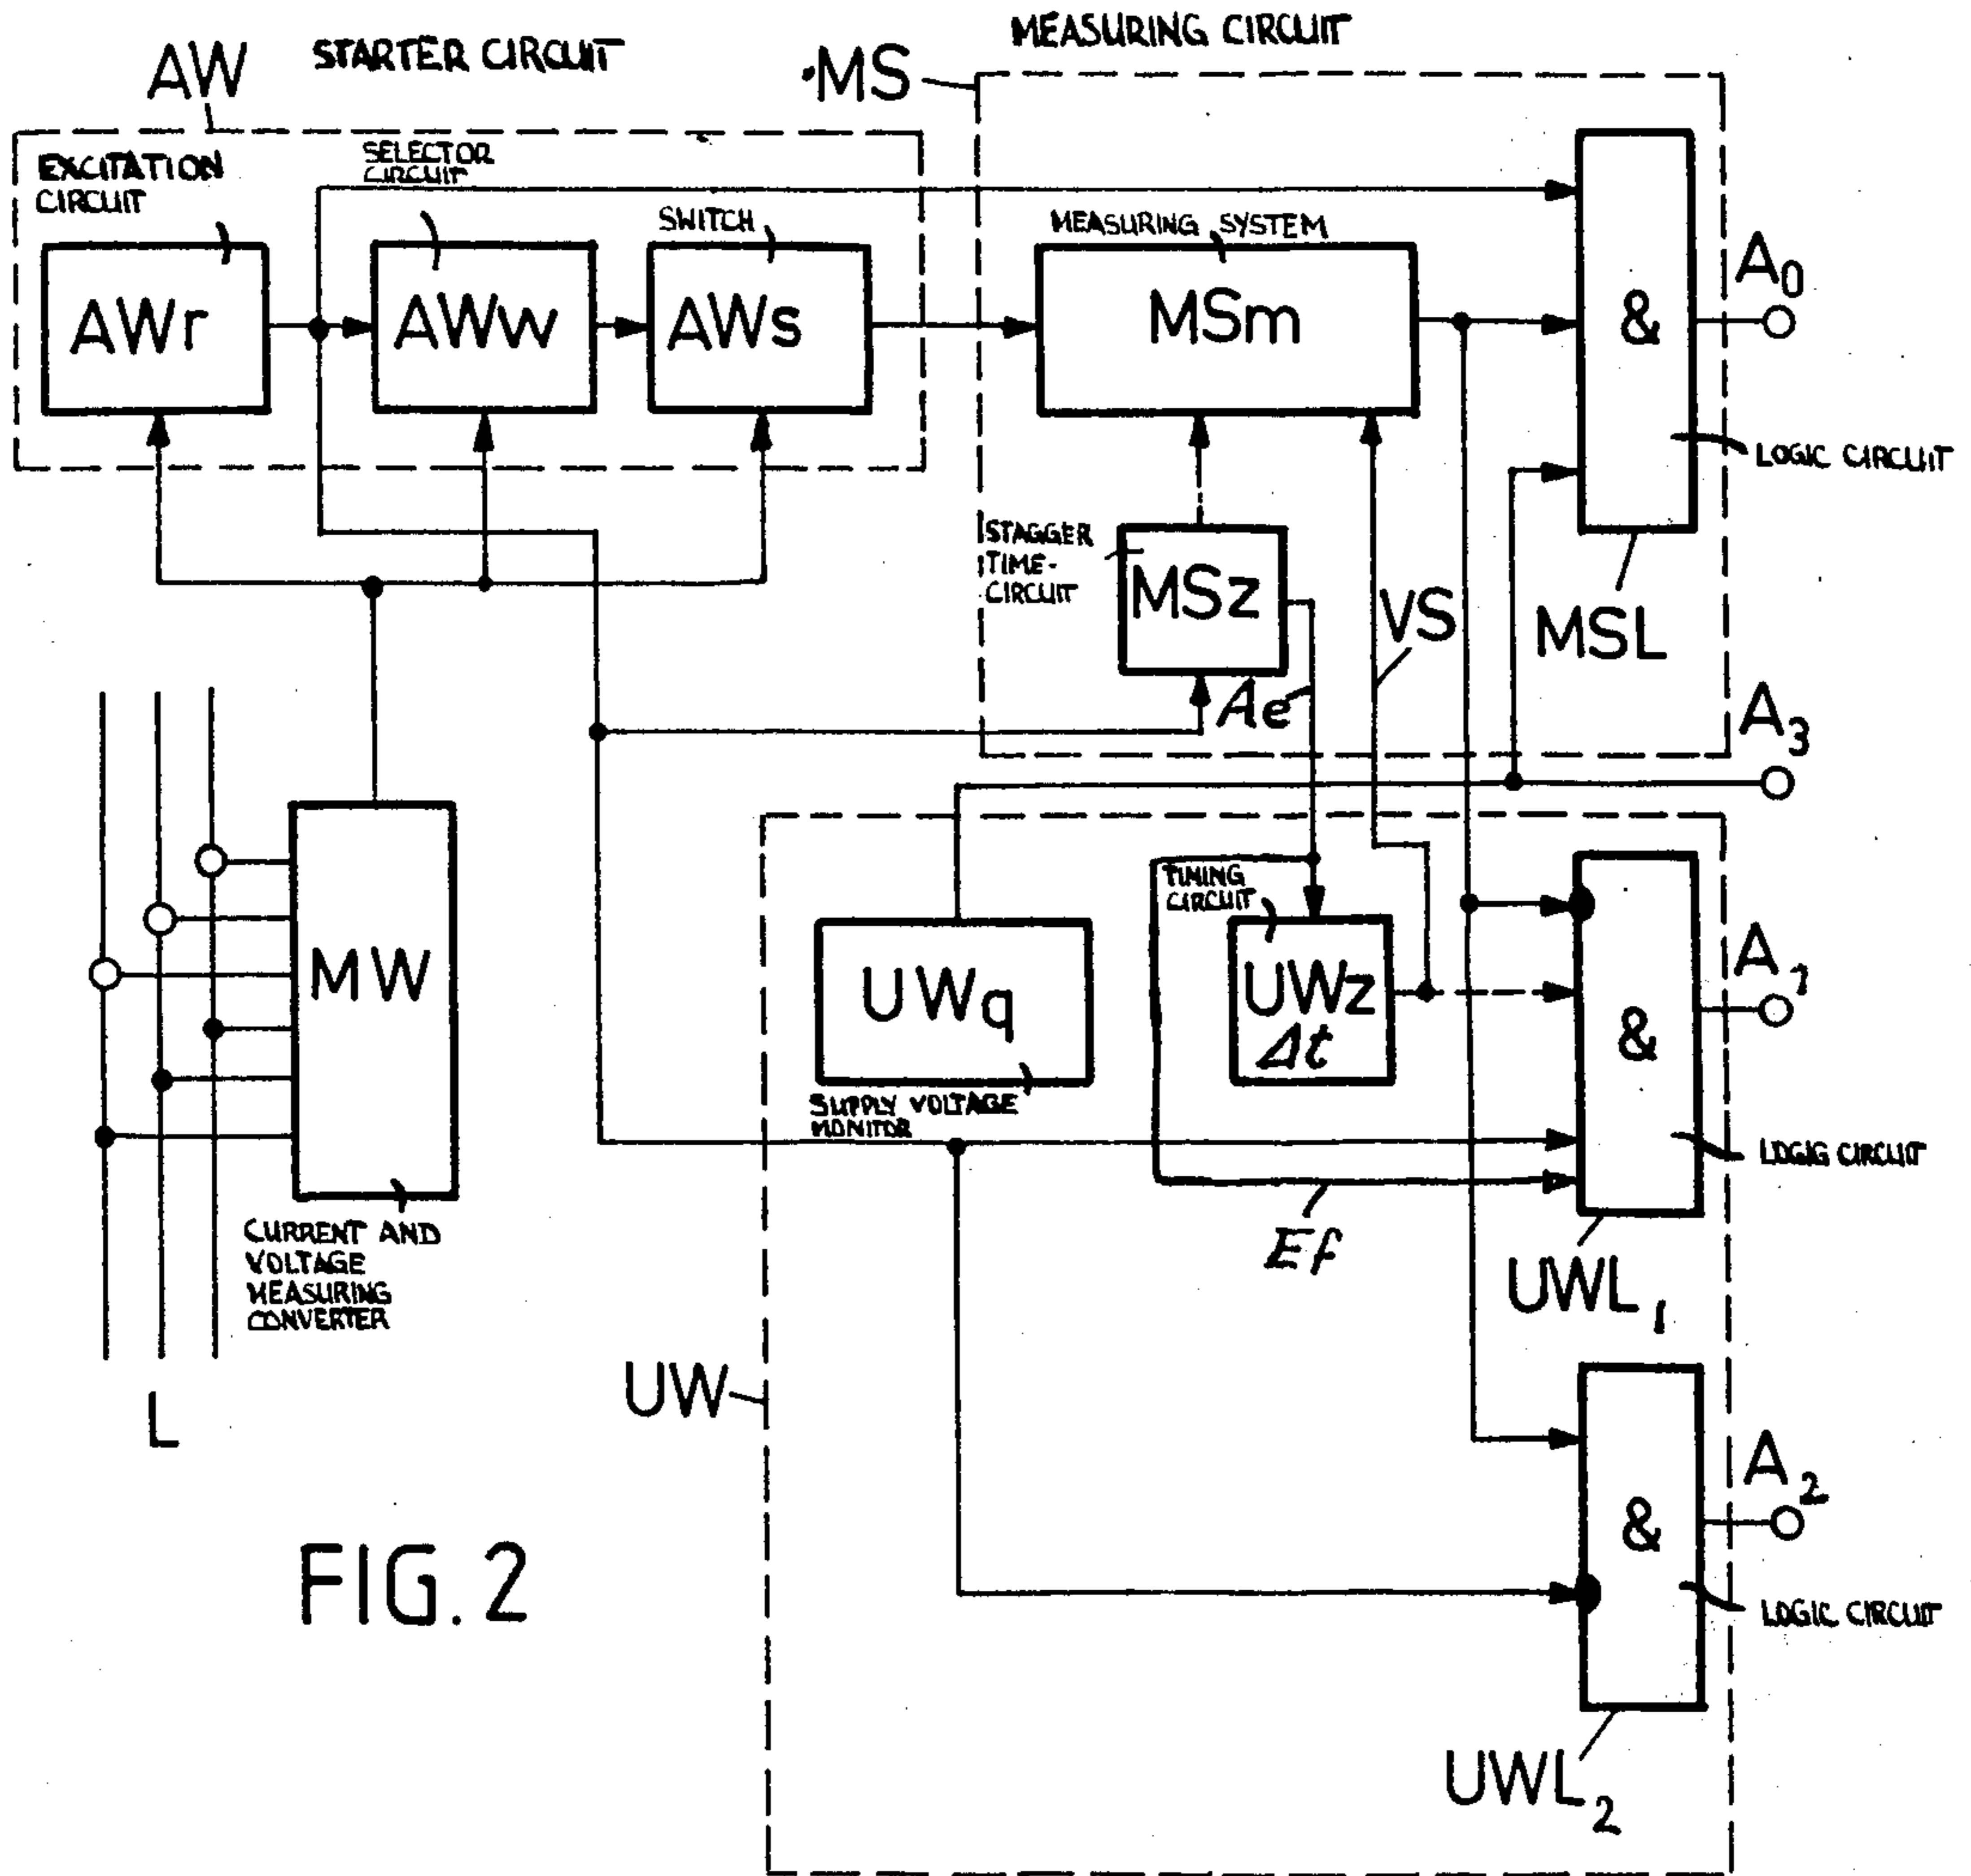 MEASURING CIRCUIT
STARTER CIRCUIT
AW
MS
EXCITATION
CIRCUIT
SELECTOR
CIRCUIT
SWITCH
MEASURING SYSTEM
AWr
AWw
AWs
MSm
&
A0
LOGIC CIRCUIT
STAGGER
TIME-
CIRCUIT
MSz
VS
MSL
Ae
A3
TIMING
CIRCUIT
MW
UWq
UWz
Δt
&
A1
SUPPLY VOLTAGE
MONITOR
LOGIG CIRCUIT
Ef
CURRENT AND
VOLTAGE
MEASURING
CONVERTER
UWL1
UW
L
A2
&
FIG. 2
LOGIC CIRCUIT
UWL2